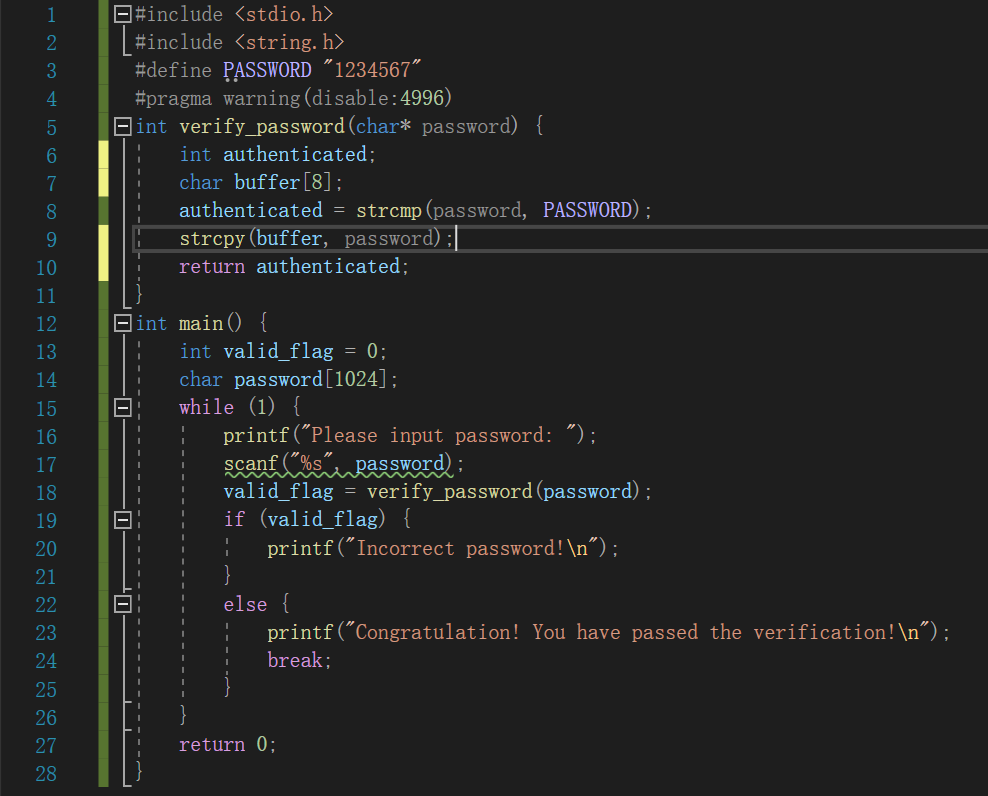 1 #include <stdio.h>
2 #include <string.h>
3 #define PASSWORD "1234567"
4 #pragma warning(disable:4996)
5 int verify_password(char* password) {
6     int authenticated;
7     char buffer[8];
8     authenticated = strcmp(password, PASSWORD);
9     strcpy(buffer, password);
10     return authenticated;
11 }
12 int main() {
13     int valid_flag = 0;
14     char password[1024];
15     while (1) {
16         printf("Please input password: ");
17         scanf("%s", password);
18         valid_flag = verify_password(password);
19         if (valid_flag) {
20             printf("Incorrect password!\n");
21         }
22         else {
23             printf("Congratulation! You have passed the verification!\n");
24             break;
25         }
26     }
27     return 0;
28 }